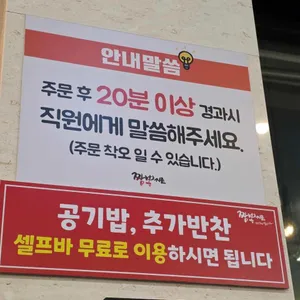 안내말씀
주문 후 20분 이상 경과시
직원에게 말씀해주세요.
(주문 착오 일 수 있습니다.)
공기밥, 추가반찬
셀프바 무료로 이용하시면 됩니다